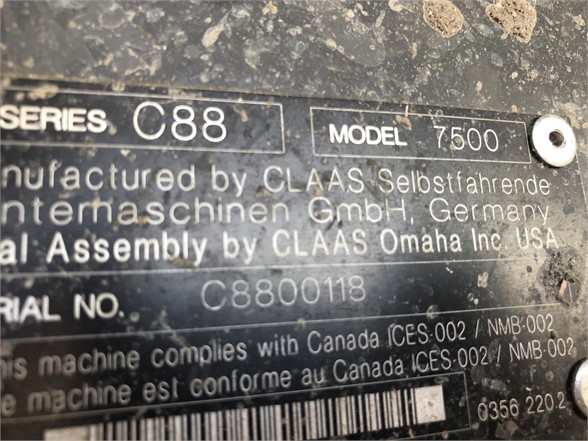 SERIES C88 MODEL 7500
nufactured by CLAAS Selbstfahrende
ntemaschinen GmbH, Germany
al Assembly by CLAAS Omaha Inc. USA
RIAL NO. C8800118
his machine complies with Canada ICES-002 / NMB-002
e machine est conforme au Canada ICES-002 / NMB-002
0356 220.2